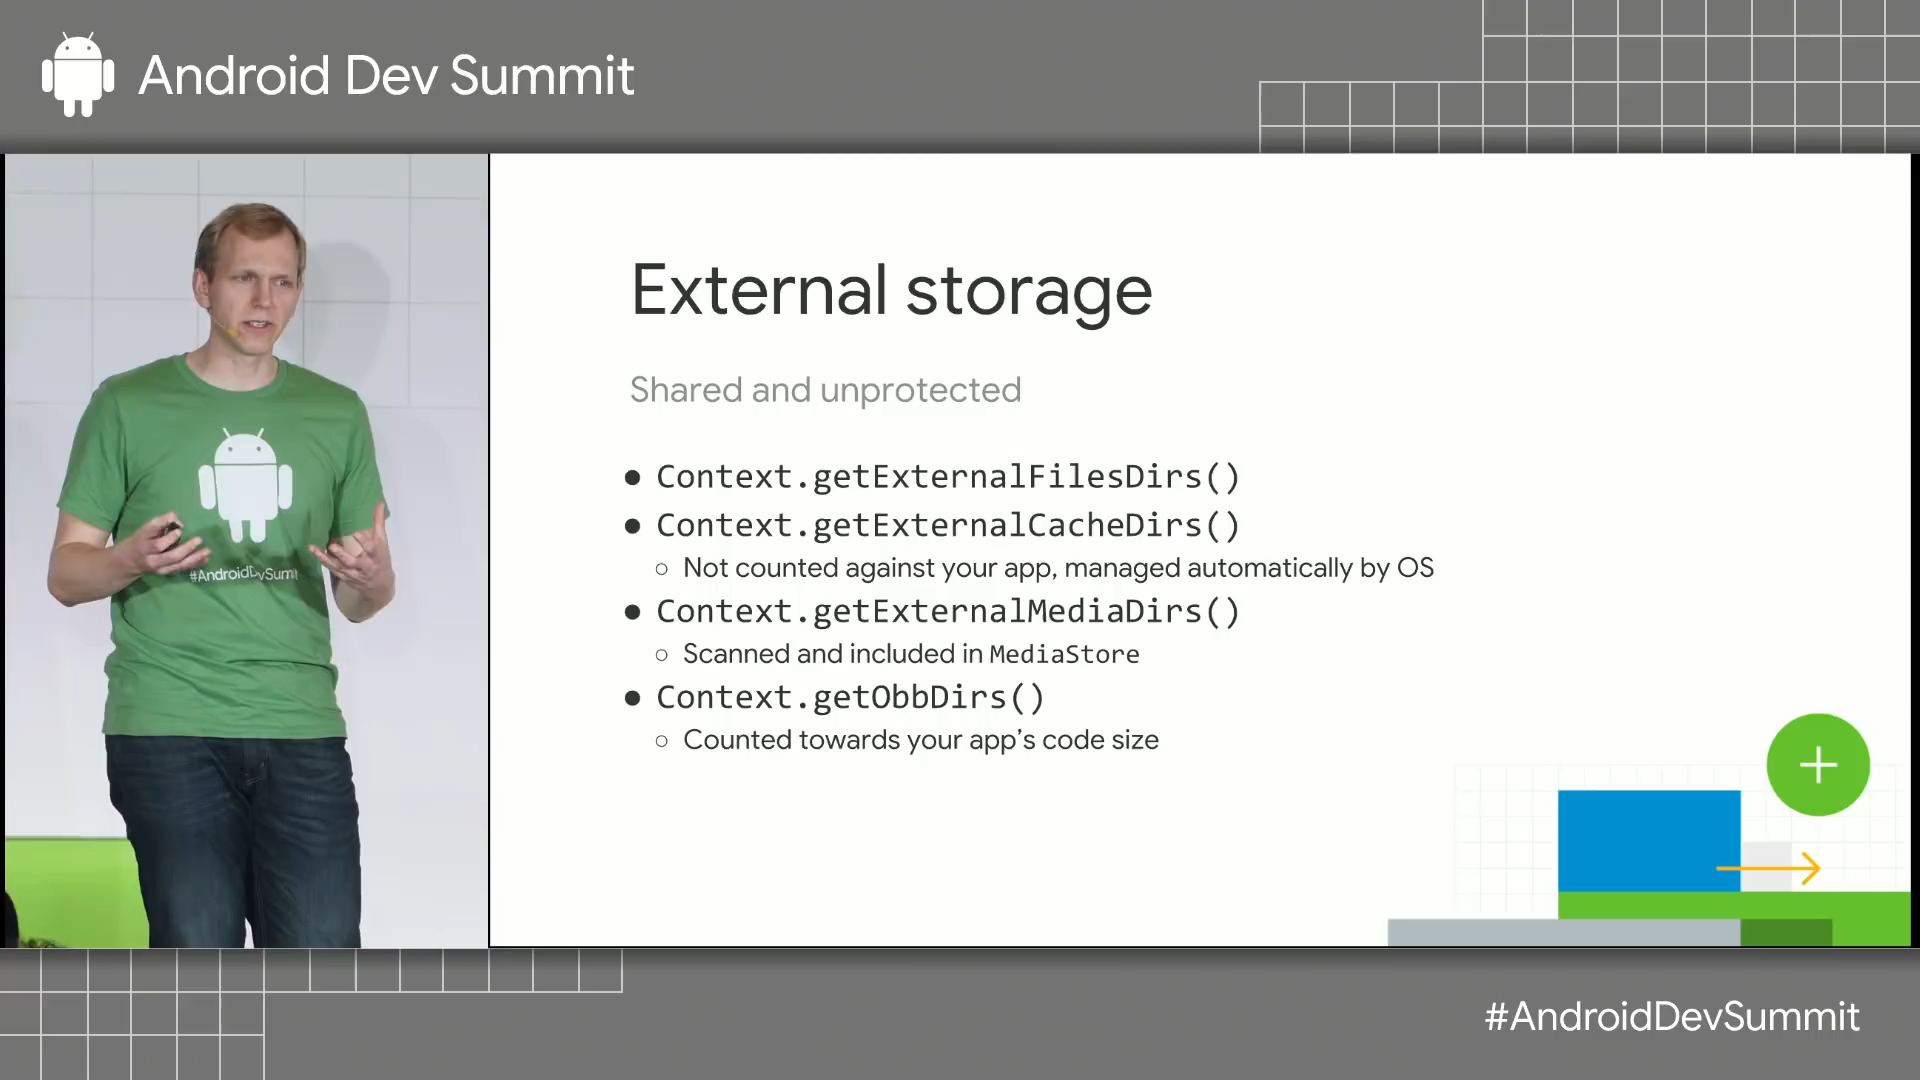 Android Dev Summit
External storage
Shared and unprotected
● Context.getExternalFilesDirs()
● Context.getExternalCacheDirs()
○ Not counted against your app, managed automatically by OS
● Context.getExternalMediaDirs()
○ Scanned and included in MediaStore
● Context.getObbDirs()
○ Counted towards your app’s code size
#AndroidDevSummit
#AndroidDevSummit